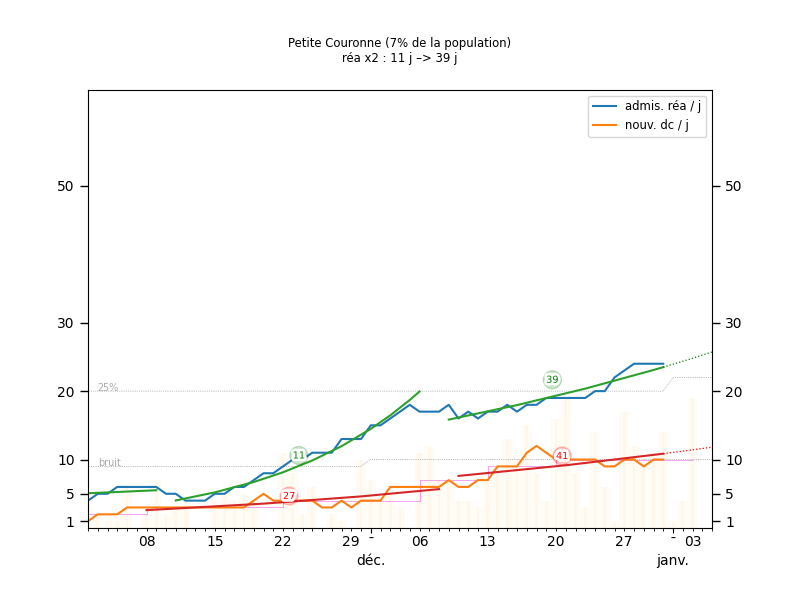 Petite Couronne (7% de la population)
réa x2 : 11 j –> 39 j
admis. réa / j
nouv. dc / j
50 50
30 30
39
25%
20 20
11
41
bruit
10 10
27
5 5
1 1
08 15 22 29 - 06 13 20 27 - 03
déc. janv.